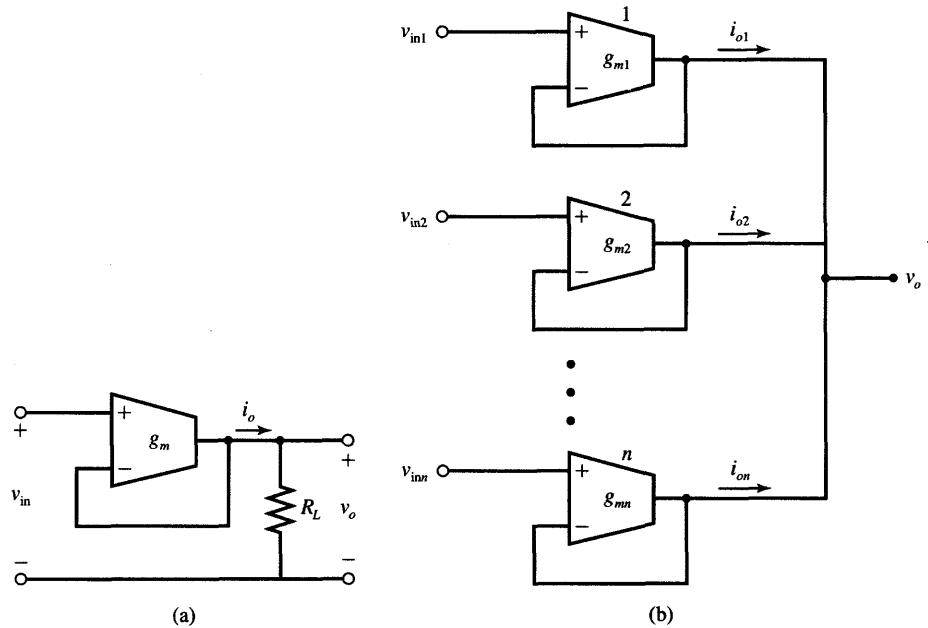 1
v_in1
+
g_m1
−
i_o1
2
v_in2
+
g_m2
−
i_o2
v_o
n
v_inn
+
g_mn
−
i_on
+
g_m
−
i_o
+
v_in
−
R_L
+
v_o
−
(a)
(b)